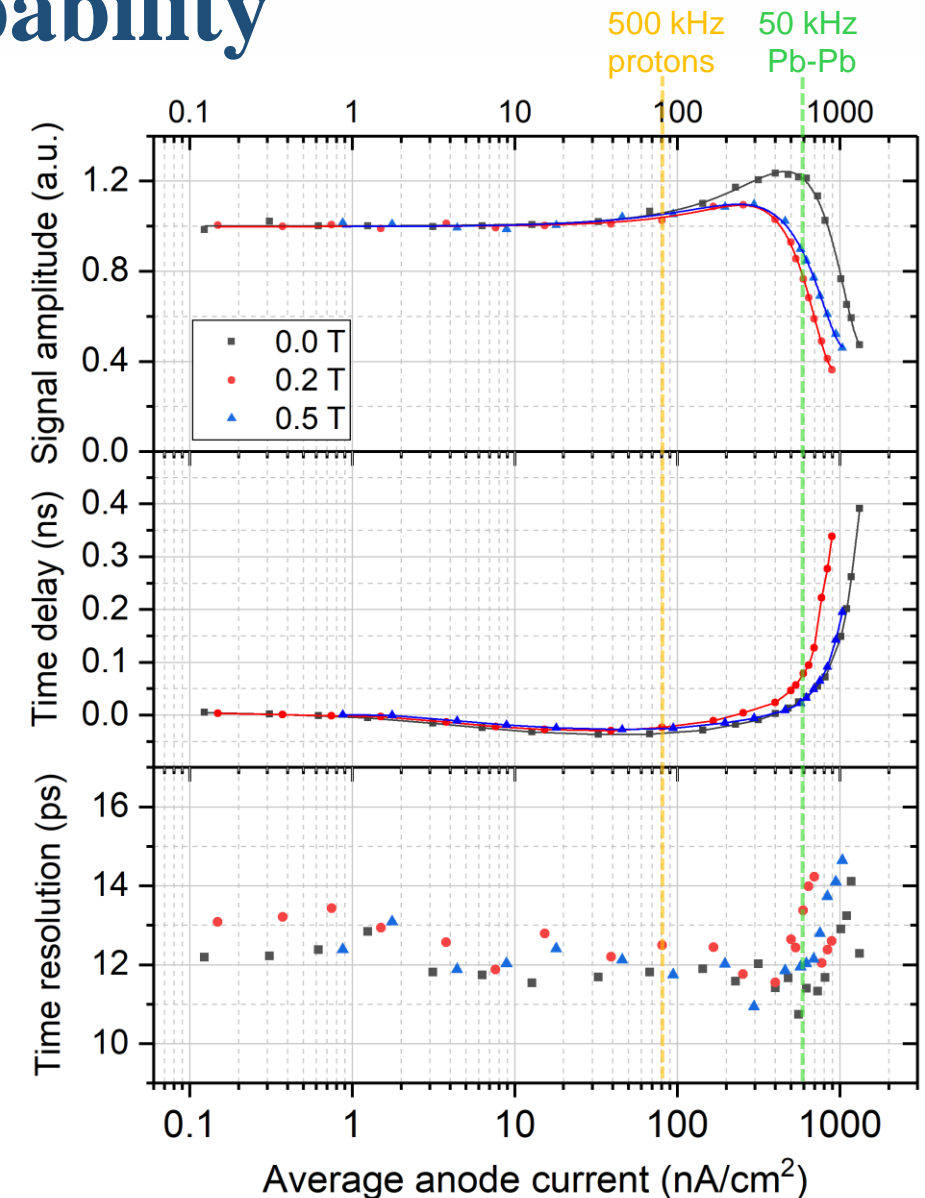 500 kHz 50 kHz
protons Pb-Pb
0.1 1 10 100 1000
Signal amplitude (a.u.)
1.2
0.8
0.4
0.0
0.0 T
0.2 T
0.5 T
Time delay (ns)
0.4
0.3
0.2
0.1
0.0
Time resolution (ps)
16
14
12
10
0.1 1 10 100 1000
Average anode current (nA/cm²)